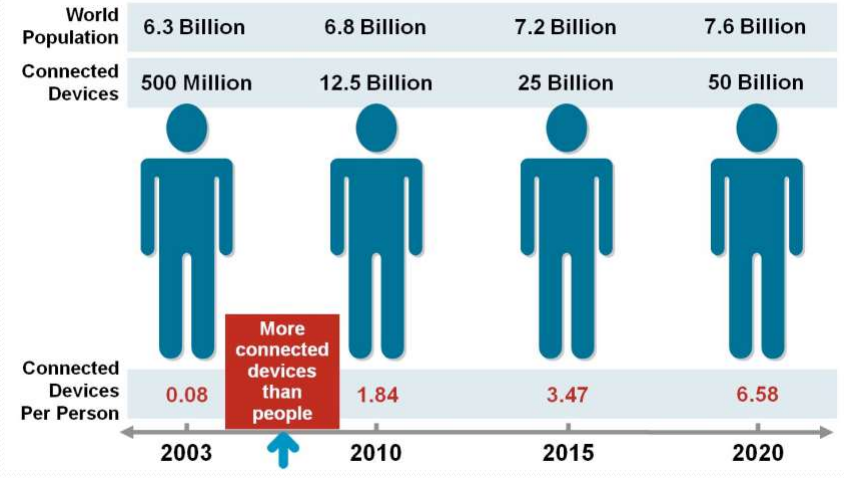 World
Population
6.3 Billion
6.8 Billion
7.2 Billion
7.6 Billion
Connected
Devices
500 Million
12.5 Billion
25 Billion
50 Billion
More
connected
devices
than
people
Connected
Devices
Per Person
0.08
1.84
3.47
6.58
2003
2010
2015
2020